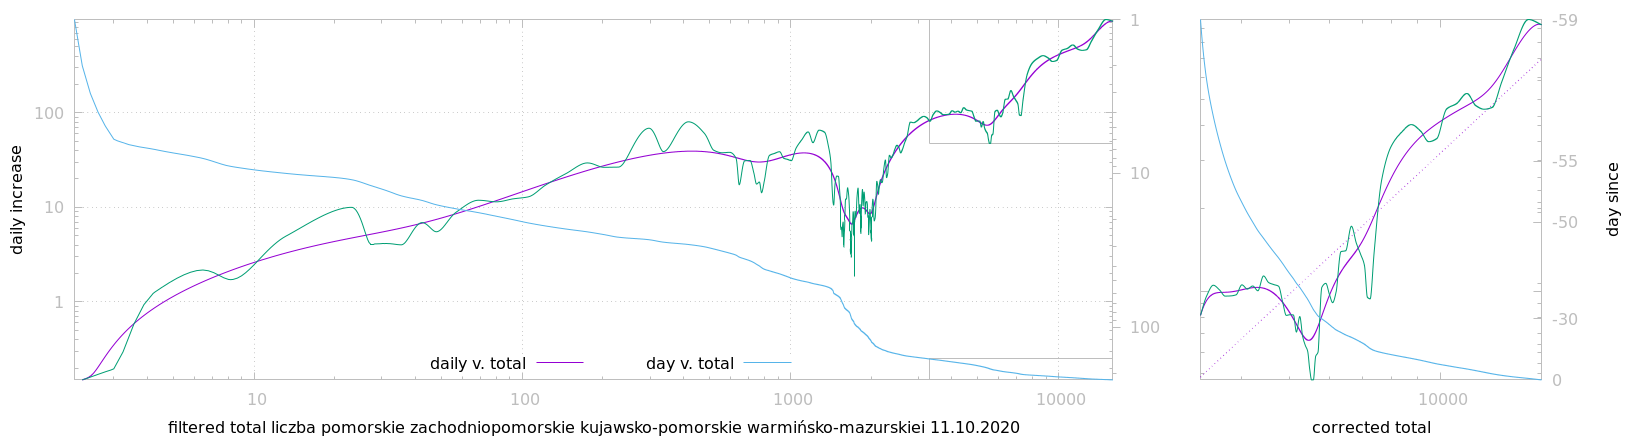 daily increase
100
10
1
1
10
100
daily v. total
day v. total
10
100
1000
10000
filtered total liczba pomorskie zachodniopomorskie kujawsko-pomorskie warmińsko-mazurskiei 11.10.2020
-59
-55
-50
-30
0
day since
10000
corrected total